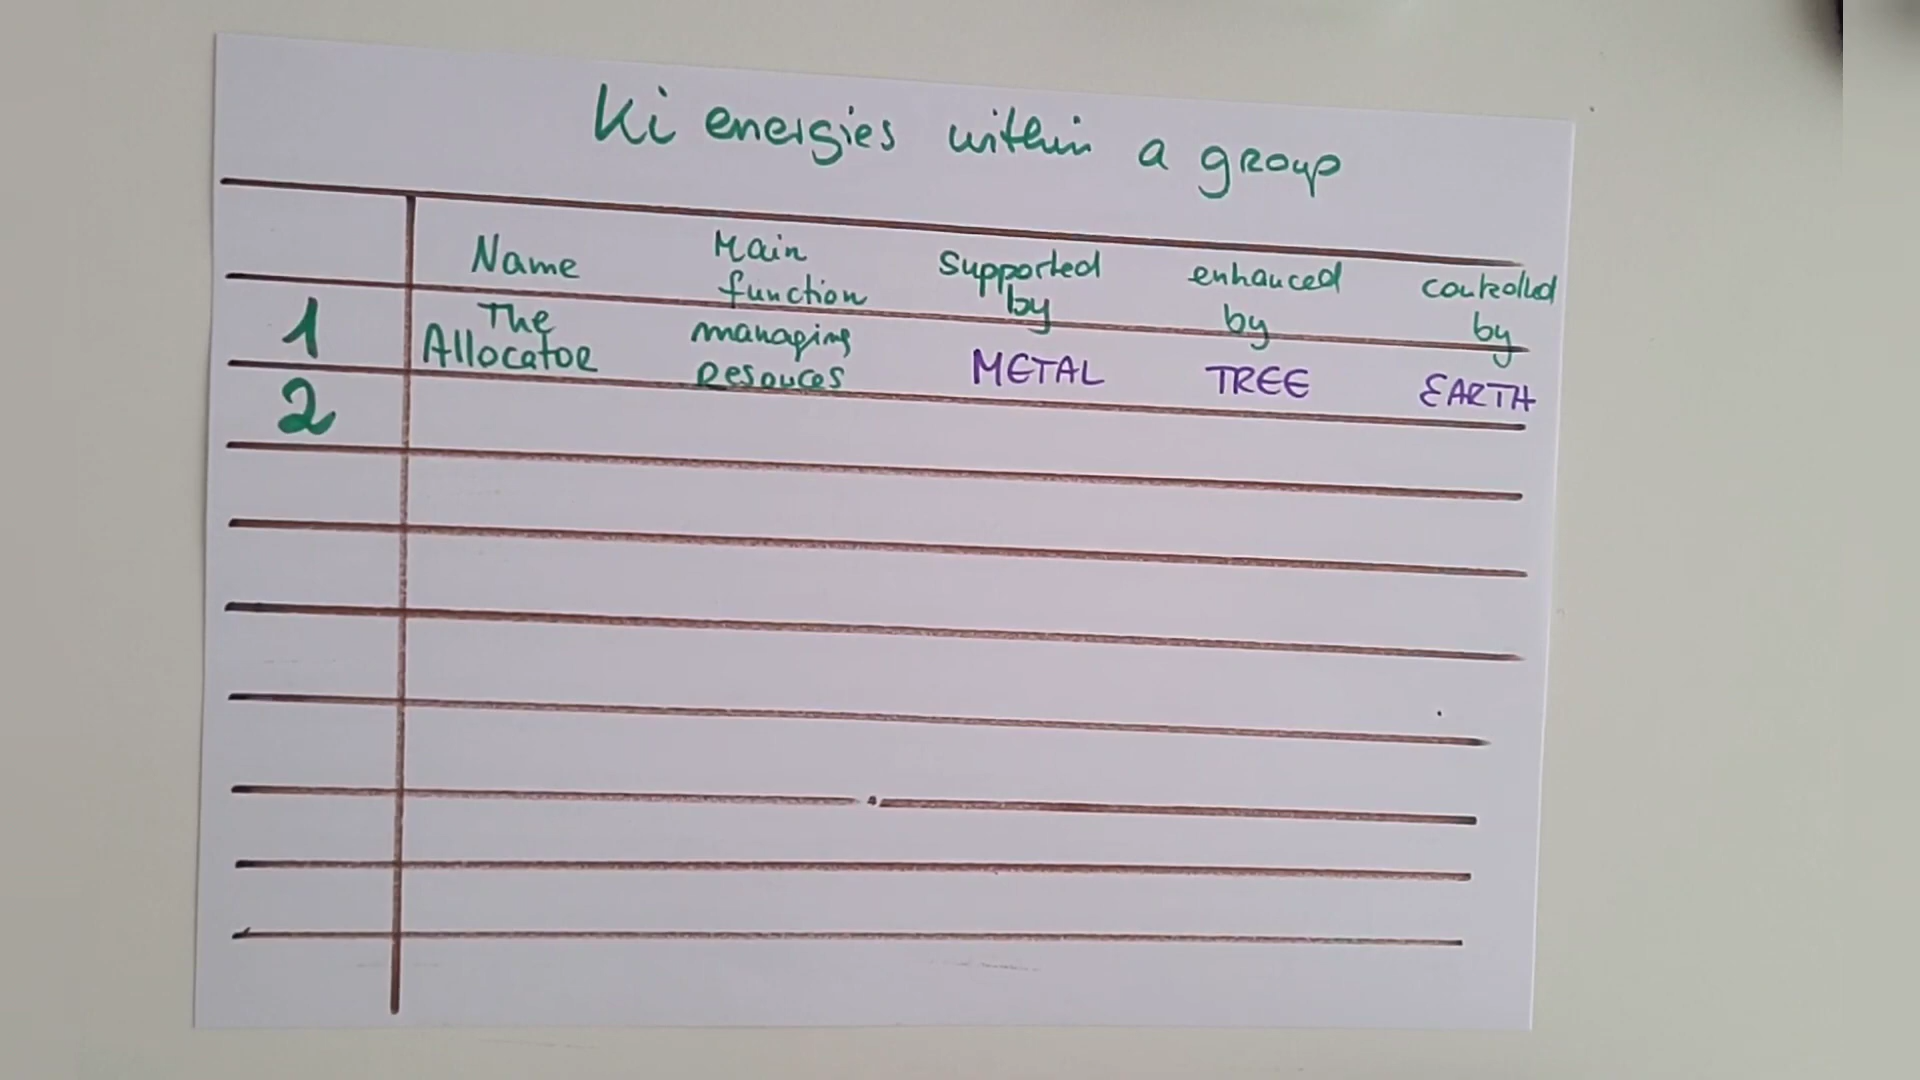 Ki energies within a group
Name Main function Supported by enhanced by controlled by
1 The Allocator managing resouces METAL TREE EARTH
2